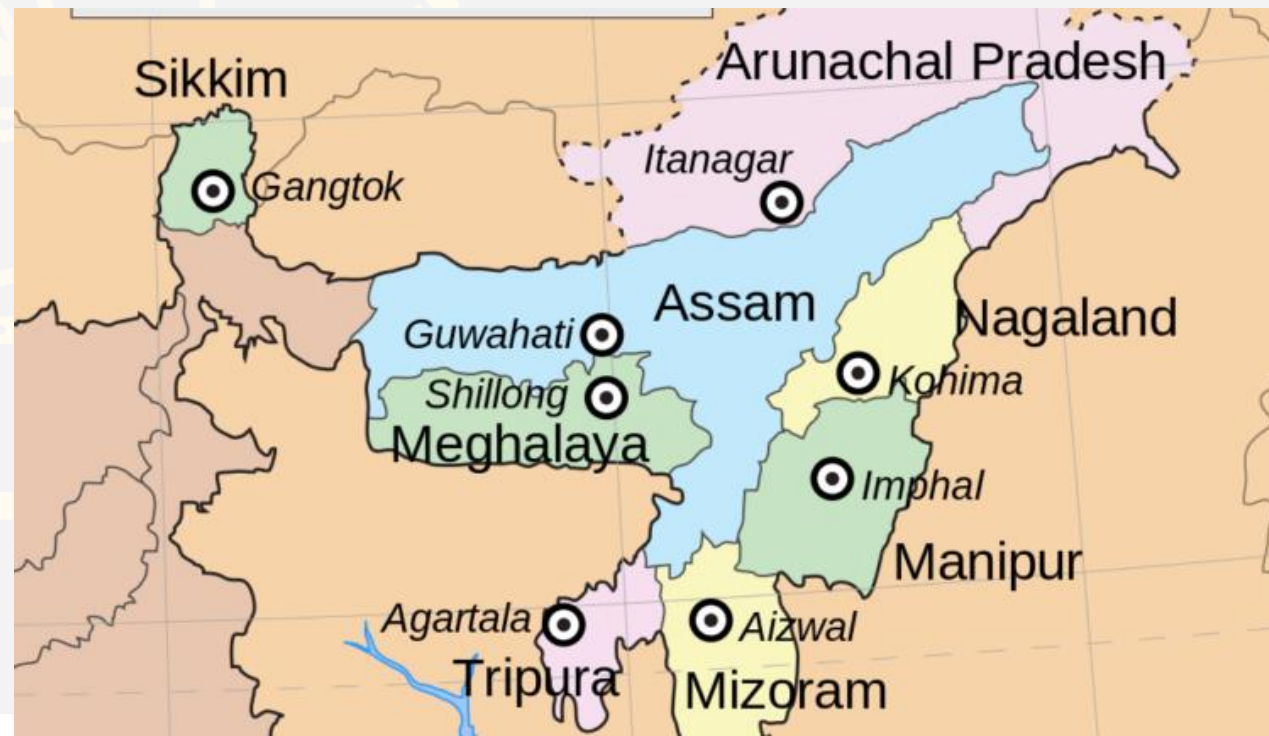 Arunachal Pradesh
Sikkim
Itanagar
Gangtok
Assam
Nagaland
Guwahati
Kohima
Shillong
Meghalaya
Imphal
Manipur
Agartala
Aizwal
Tripura
Mizoram